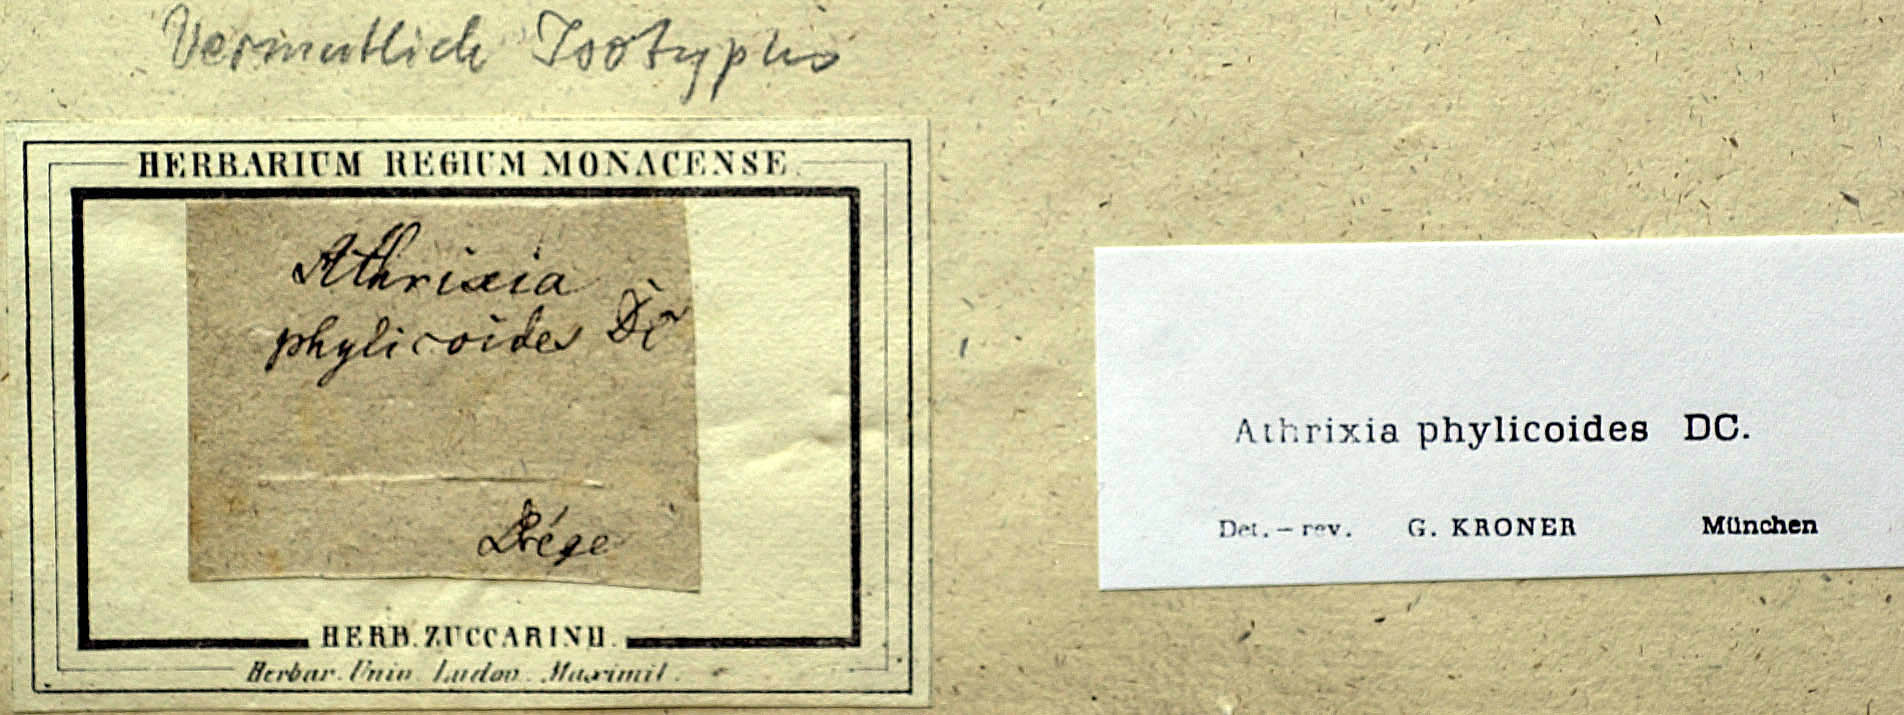 Vermutlich Isotypus
HERBARIUM REGIUM MONACENSE.
Athrixia
phylicoides DC
Drége
HERB. ZUCCARINII.
Herbar. Univ. Ludov. Maximil.
Athrixia phylicoides DC.
Det. – rev. G. KRONER München